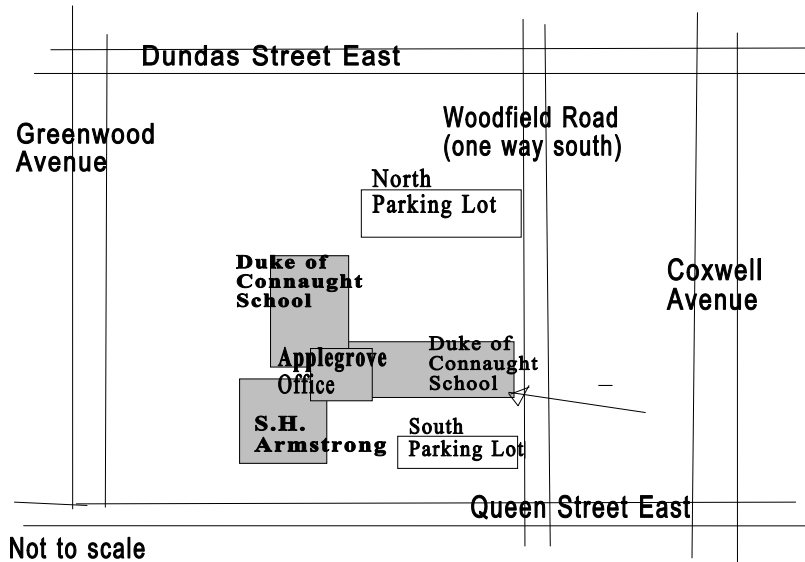 Dundas Street East
Woodfield Road
(one way south)
Greenwood
Avenue
North
Parking Lot
Duke of
Connaught
School
Coxwell
Avenue
Duke of
Connaught
School
Applegrove
Office
S.H.
Armstrong
South
Parking Lot
Queen Street East
Not to scale